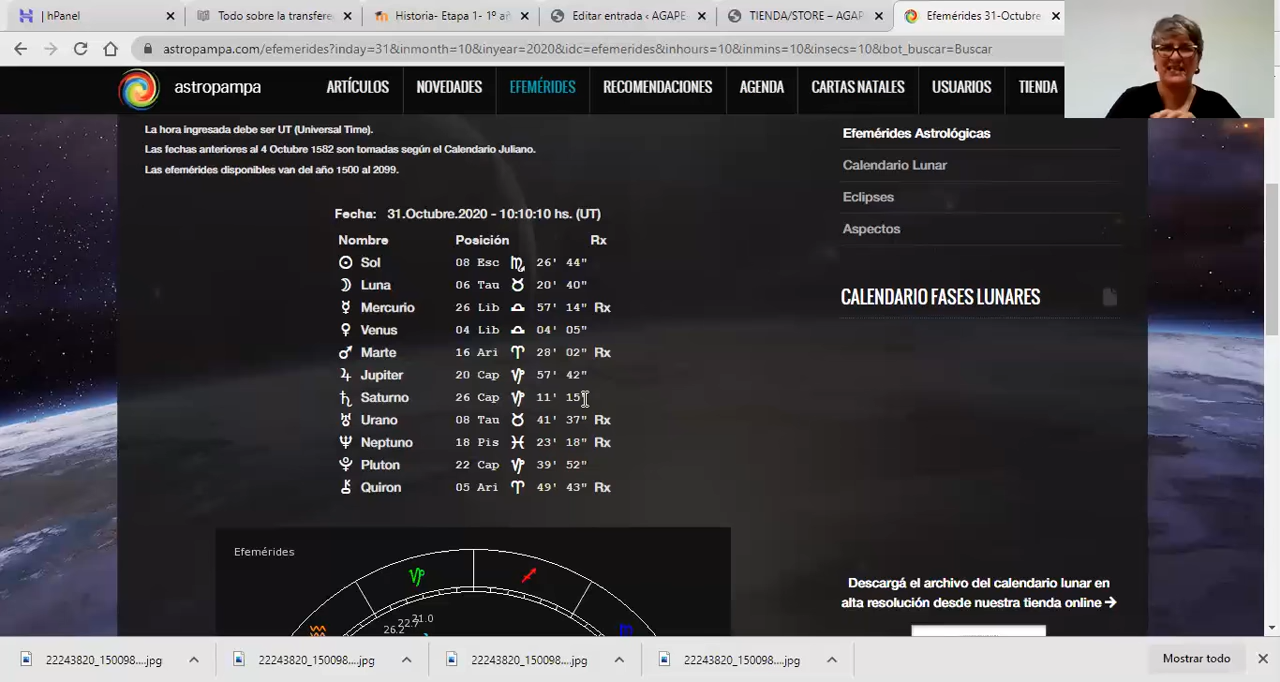 hPanel
Todo sobre la transfere
Historia- Etapa 1- 1º añ
Editar entrada ‹ AGAPE
TIENDA/STORE – AGAP
Efemérides 31-Octubre
astropampa.com/efemerides?inday=31&inmonth=10&inyear=2020&idc=efemerides&inhours=10&inmins=10&insecs=10&bot_buscar=Buscar
astropampa
ARTÍCULOS
NOVEDADES
EFEMÉRIDES
RECOMENDACIONES
AGENDA
CARTAS NATALES
USUARIOS
TIENDA
La hora ingresada debe ser UT (Universal Time).
Las fechas anteriores al 4 Octubre 1582 son tomadas según el Calendario Juliano.
Las efemérides disponibles van del año 1500 al 2099.
Fecha: 31.Octubre.2020 - 10:10:10 hs. (UT)
Nombre Posición Rx
☉ Sol 08 Esc ♏ 26' 44"
☽ Luna 06 Tau ♉ 20' 40"
☿ Mercurio 26 Lib ♎ 57' 14" Rx
♀ Venus 04 Lib ♎ 04' 05"
♂ Marte 16 Ari ♈ 28' 02" Rx
♃ Jupiter 20 Cap ♑ 57' 42"
♄ Saturno 26 Cap ♑ 11' 15"
♅ Urano 08 Tau ♉ 41' 37" Rx
♆ Neptuno 18 Pis ♓ 23' 18" Rx
Pluton 22 Cap ♑ 39' 52"
⚷ Quiron 05 Ari ♈ 49' 43" Rx
Efemérides
♑
♐
♒
♏
22.7
21.0
26.2
Efemérides Astrológicas
Calendario Lunar
Eclipses
Aspectos
CALENDARIO FASES LUNARES
Descargá el archivo del calendario lunar en
alta resolución desde nuestra tienda online →
22243820_150098....jpg
22243820_150098....jpg
22243820_150098....jpg
22243820_150098....jpg
Mostrar todo